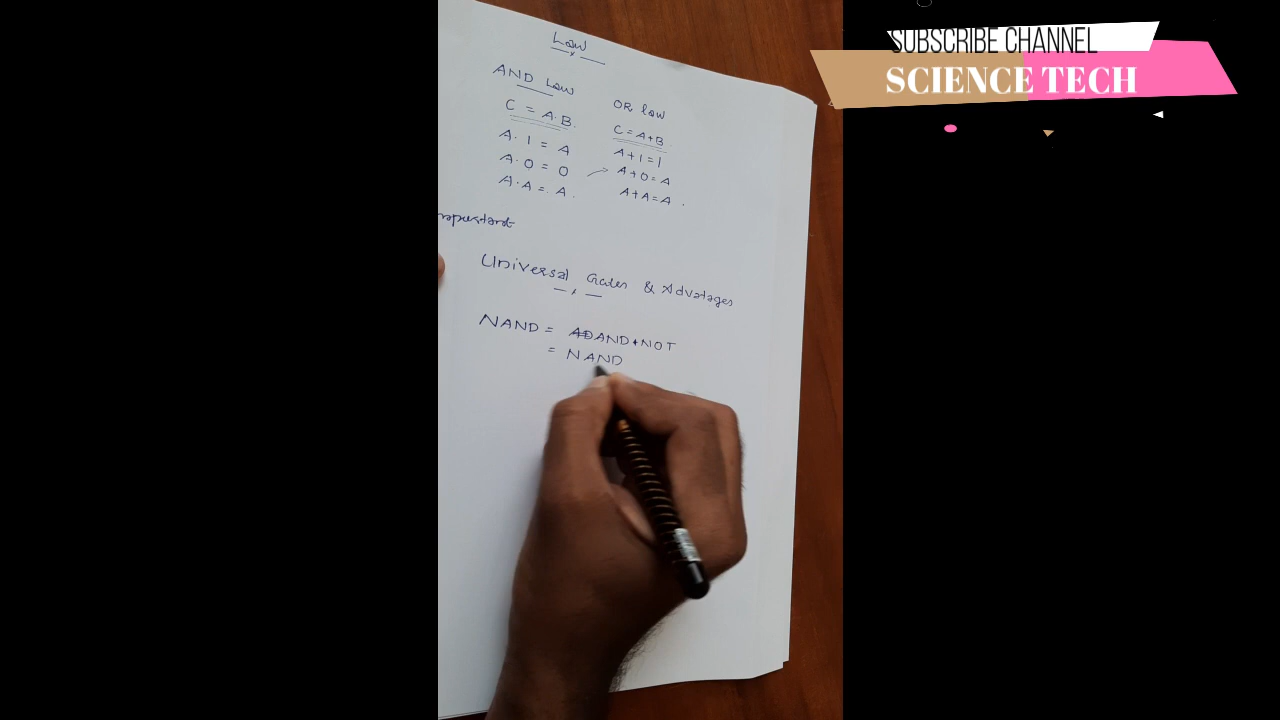 SUBSCRIBE CHANNEL
SCIENCE TECH
Law
AND Law
C = A·B
A·1 = A
A·0 = 0
A·A = A.
OR law
C = A+B
A+1=1
A+0=A
A+A=A.
mportant
Universal Gates & Advatages
NAND = AND+NOT
= NAND